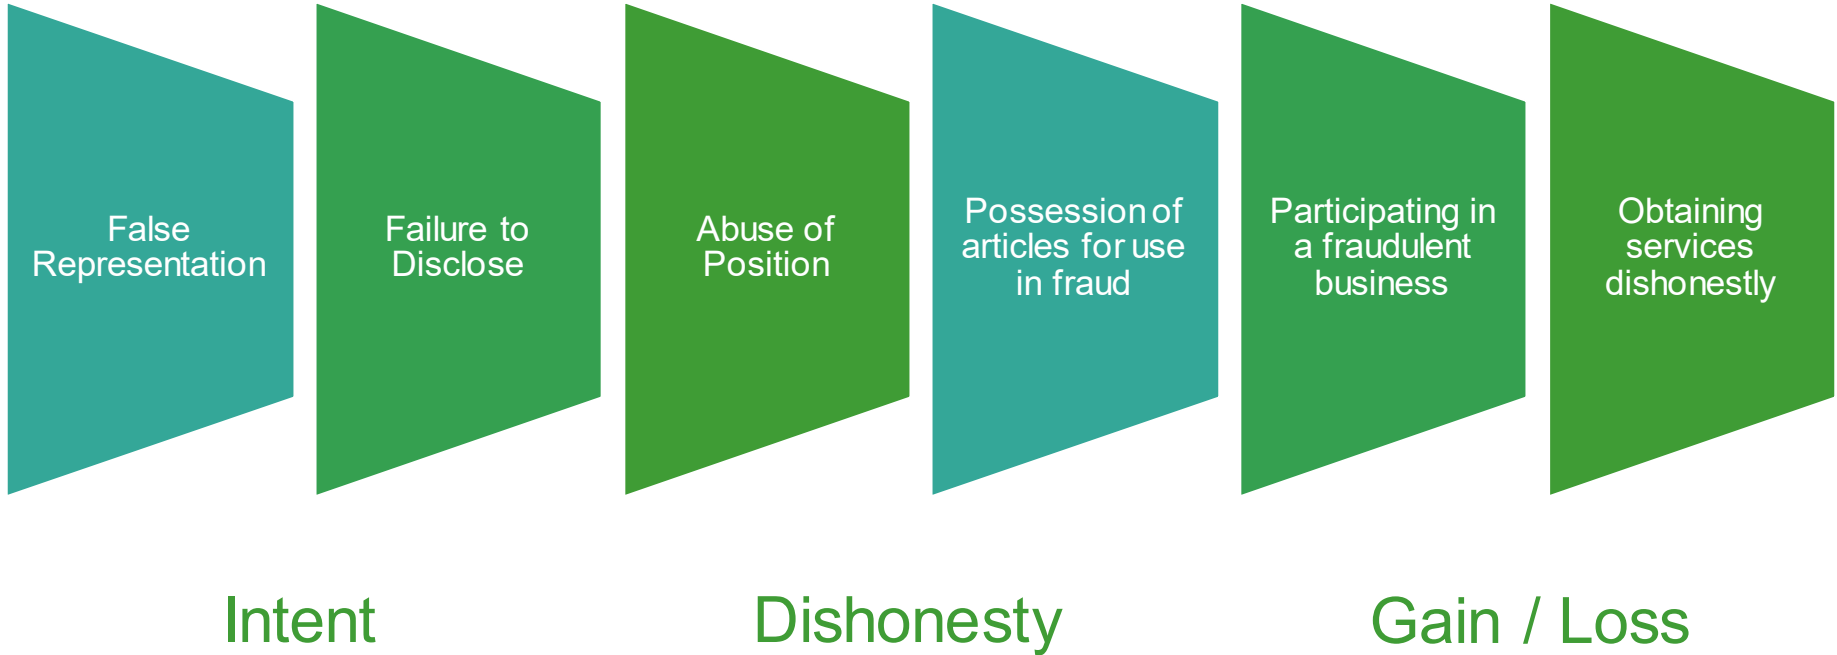 False
Representation
Failure to
Disclose
Abuse of
Position
Possession of
articles for use
in fraud
Participating in
a fraudulent
business
Obtaining
services
dishonestly
Intent
Dishonesty
Gain / Loss